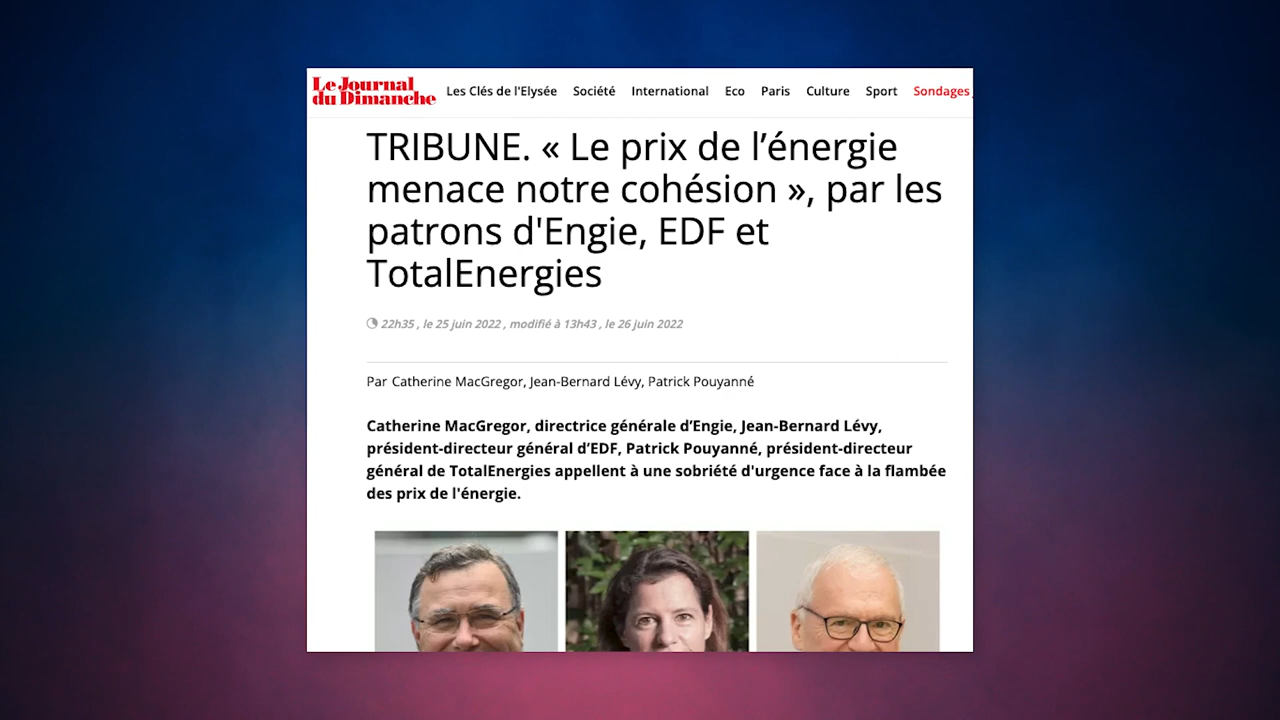 Le Journal
du Dimanche
Les Clés de l'Elysée Société International Eco Paris Culture Sport Sondages
TRIBUNE. « Le prix de l’énergie
menace notre cohésion », par les
patrons d'Engie, EDF et
TotalEnergies
22h35 , le 25 juin 2022 , modifié à 13h43 , le 26 juin 2022
Par Catherine MacGregor, Jean-Bernard Lévy, Patrick Pouyanné
Catherine MacGregor, directrice générale d’Engie, Jean-Bernard Lévy,
président-directeur général d’EDF, Patrick Pouyanné, président-directeur
général de TotalEnergies appellent à une sobriété d'urgence face à la flambée
des prix de l'énergie.